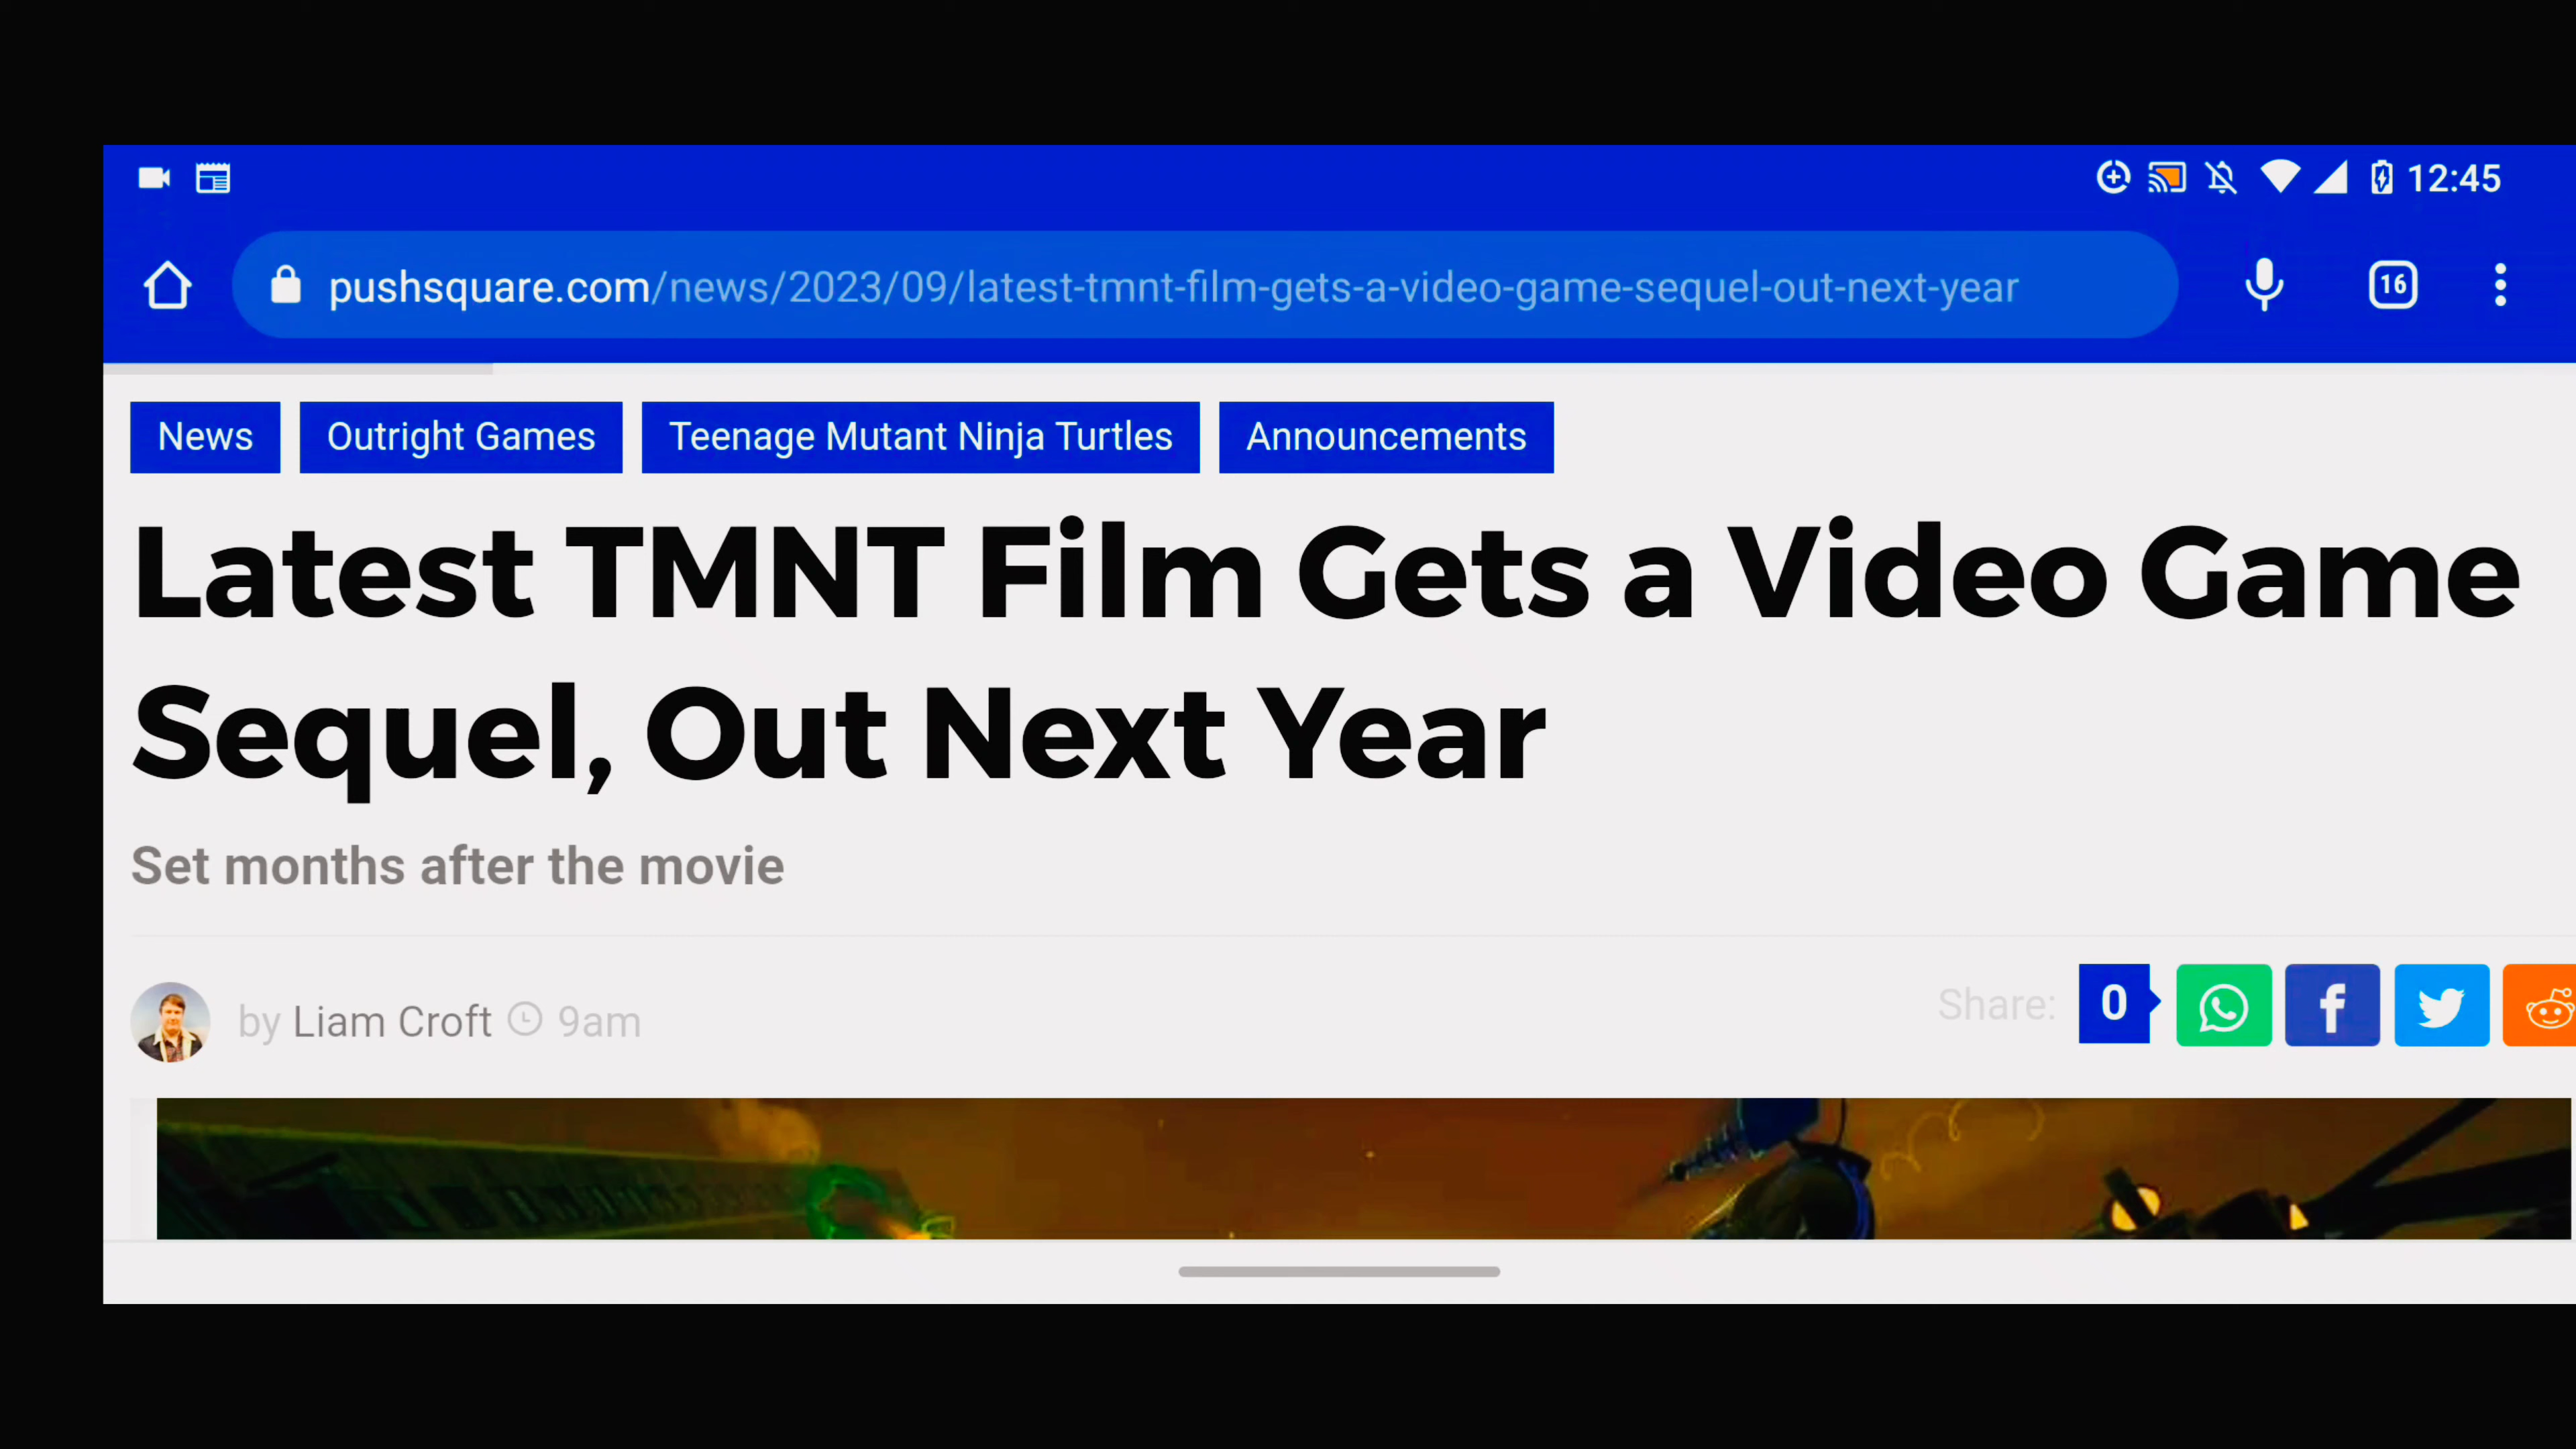 12:45
pushsquare.com/news/2023/09/latest-tmnt-film-gets-a-video-game-sequel-out-next-year
16
News Outright Games Teenage Mutant Ninja Turtles Announcements
Latest TMNT Film Gets a Video Game
Sequel, Out Next Year
Set months after the movie
by Liam Croft 9am
Share: 0